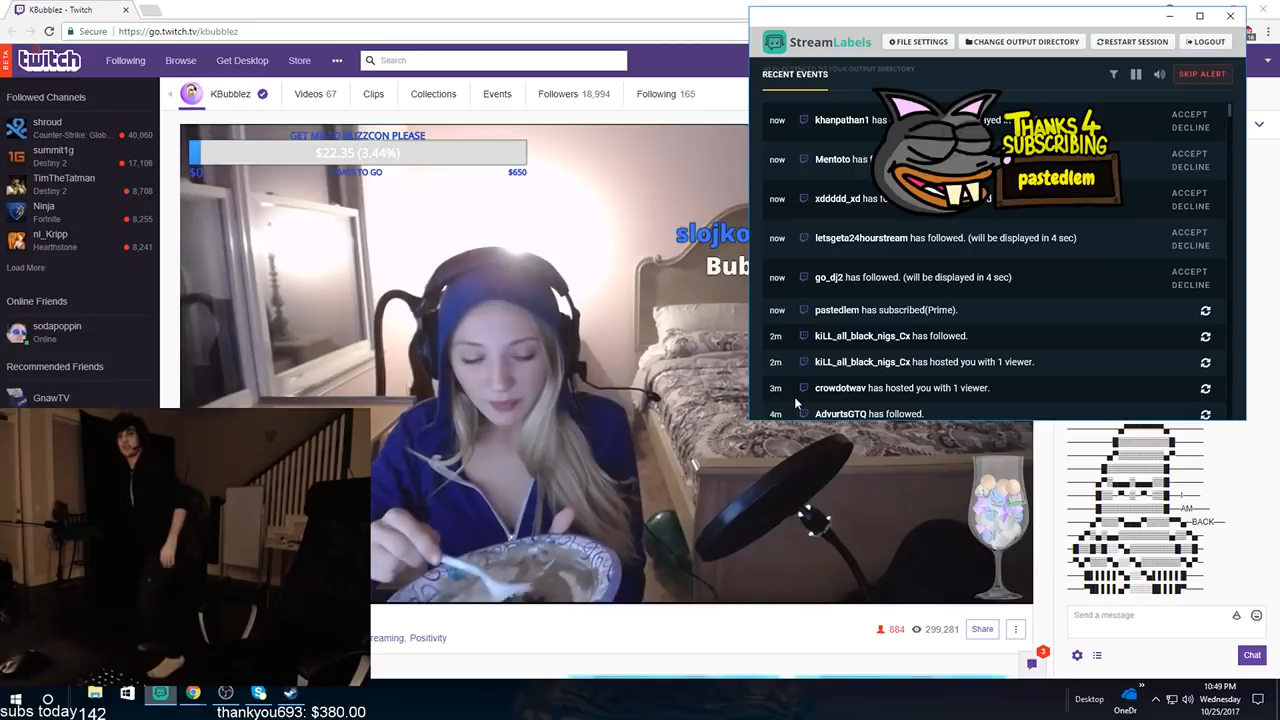 KBubblez - Twitch
Secure
https://go.twitch.tv/kbubblez
BETA
twitch
Following
Browse
Get Desktop
Store
Search
Followed Channels
shroud
Counter-Strike: Glob... 40,060
summit1g
Destiny 2 17,106
TimTheTatman
Destiny 2 8,708
Ninja
Fortnite 8,255
nl_Kripp
Hearthstone 8,241
Load More
Online Friends
sodapoppin
Online
Recommended Friends
GnawTV
KBubblez
Videos 67
Clips
Collections
Events
Followers 18,994
Following 165
$22.35 (3.44%)
$0
$650
slojko
Bub
StreamLabels
FILE SETTINGS
CHANGE OUTPUT DIRECTORY
RESTART SESSION
LOGOUT
RECENT EVENTS
SKIP ALERT
now khanpathan1 has
ACCEPT
DECLINE
now Mentoto has
ACCEPT
DECLINE
now xddddd_xd has
ACCEPT
DECLINE
now letsgeta24hourstream has followed. (will be displayed in 4 sec)
ACCEPT
DECLINE
now go_dj2 has followed. (will be displayed in 4 sec)
ACCEPT
DECLINE
now pastedlem has subscribed(Prime).
2m kiLL_all_black_nigs_Cx has followed.
2m kiLL_all_black_nigs_Cx has hosted you with 1 viewer.
3m crowdotwav has hosted you with 1 viewer.
4m AdvurtsGTQ has followed.
THANKS 4
SUBSCRIBING
pastedlem
AM
BACK
Send a message
Chat
reaming, Positivity
884
299,281
Share
3
subs today 142
thankyou693: $380.00
Desktop
OneDr
10:49 PM
Wednesday
10/25/2017